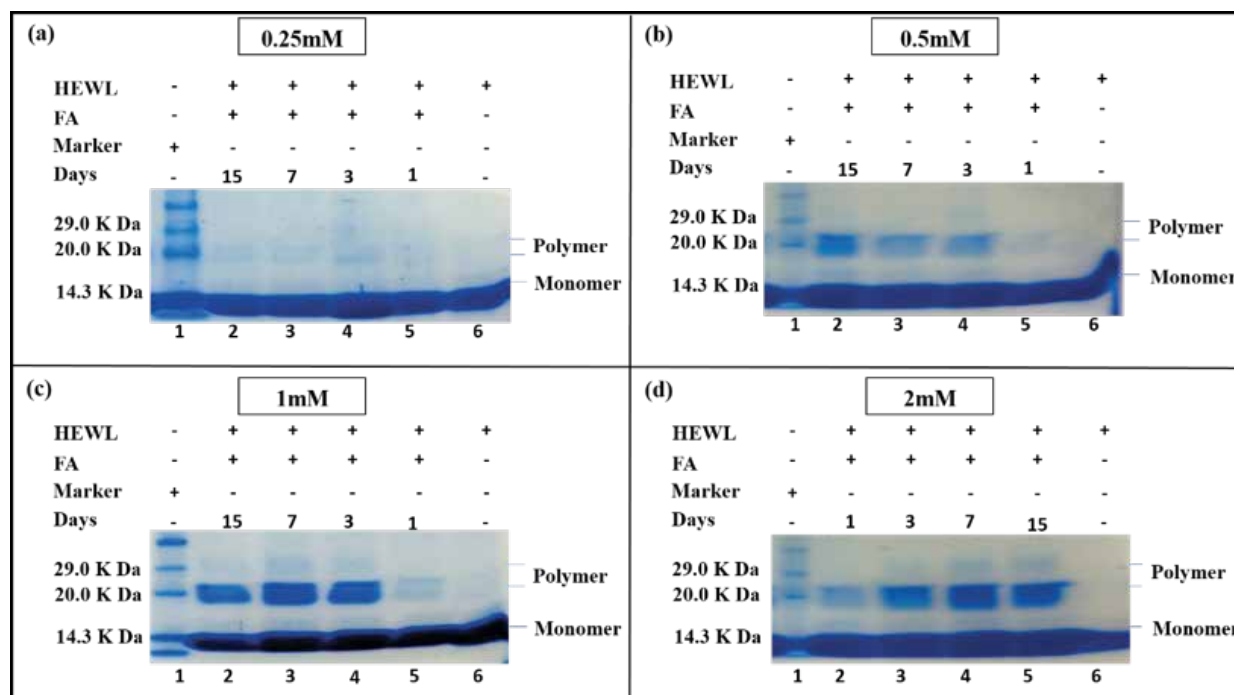 (a) 0.25mM
HEWL - + + + + +
FA - + + + + -
Marker + - - - - -
Days - 15 7 3 1 -
29.0 K Da
20.0 K Da
14.3 K Da
Polymer
Monomer
1 2 3 4 5 6
(b) 0.5mM
HEWL - + + + + +
FA - + + + + -
Marker + - - - - -
Days - 15 7 3 1 -
29.0 K Da
20.0 K Da
14.3 K Da
Polymer
Monomer
1 2 3 4 5 6
(c) 1mM
HEWL - + + + + +
FA - + + + + -
Marker + - - - - -
Days - 15 7 3 1 -
29.0 K Da
20.0 K Da
14.3 K Da
Polymer
Monomer
1 2 3 4 5 6
(d) 2mM
HEWL - + + + + +
FA - + + + + -
Marker + - - - - -
Days - 1 3 7 15 -
29.0 K Da
20.0 K Da
14.3 K Da
Polymer
Monomer
1 2 3 4 5 6